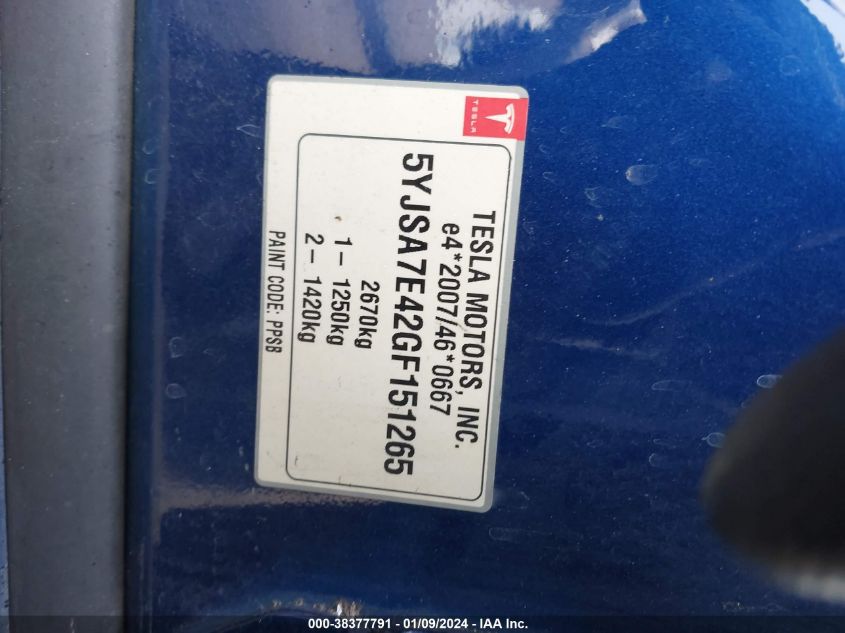 TESLA
TESLA MOTORS, INC.
e4*2007/46*0667
5YJSA7E42GF151265
2670kg
1– 1250kg
2– 1420kg
PAINT CODE: PPSB
000-38377791 - 01/09/2024 - IAA Inc.